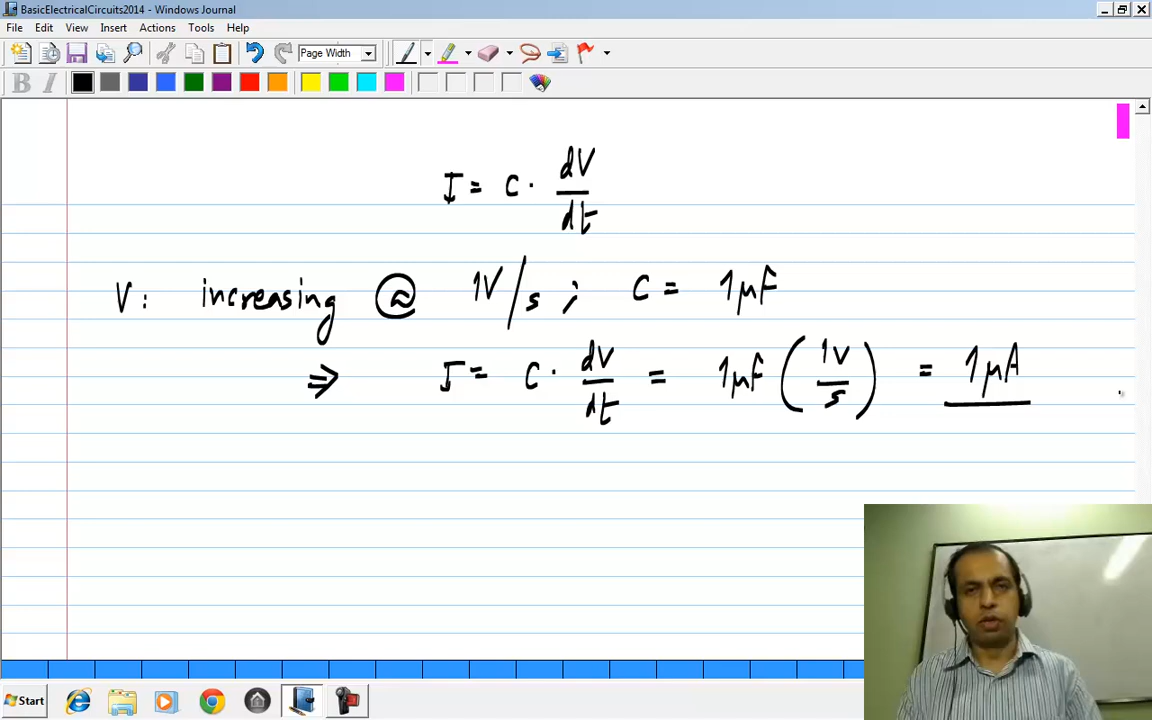 BasicElectricalCircuits2014 - Windows Journal
File Edit View Insert Actions Tools Help
Page Width
B I
I = C · dV/dt
V: increasing @ 1V/s ; C = 1μF
⇒ I = C · dV/dt = 1μF (1V/s) = 1μA
Start